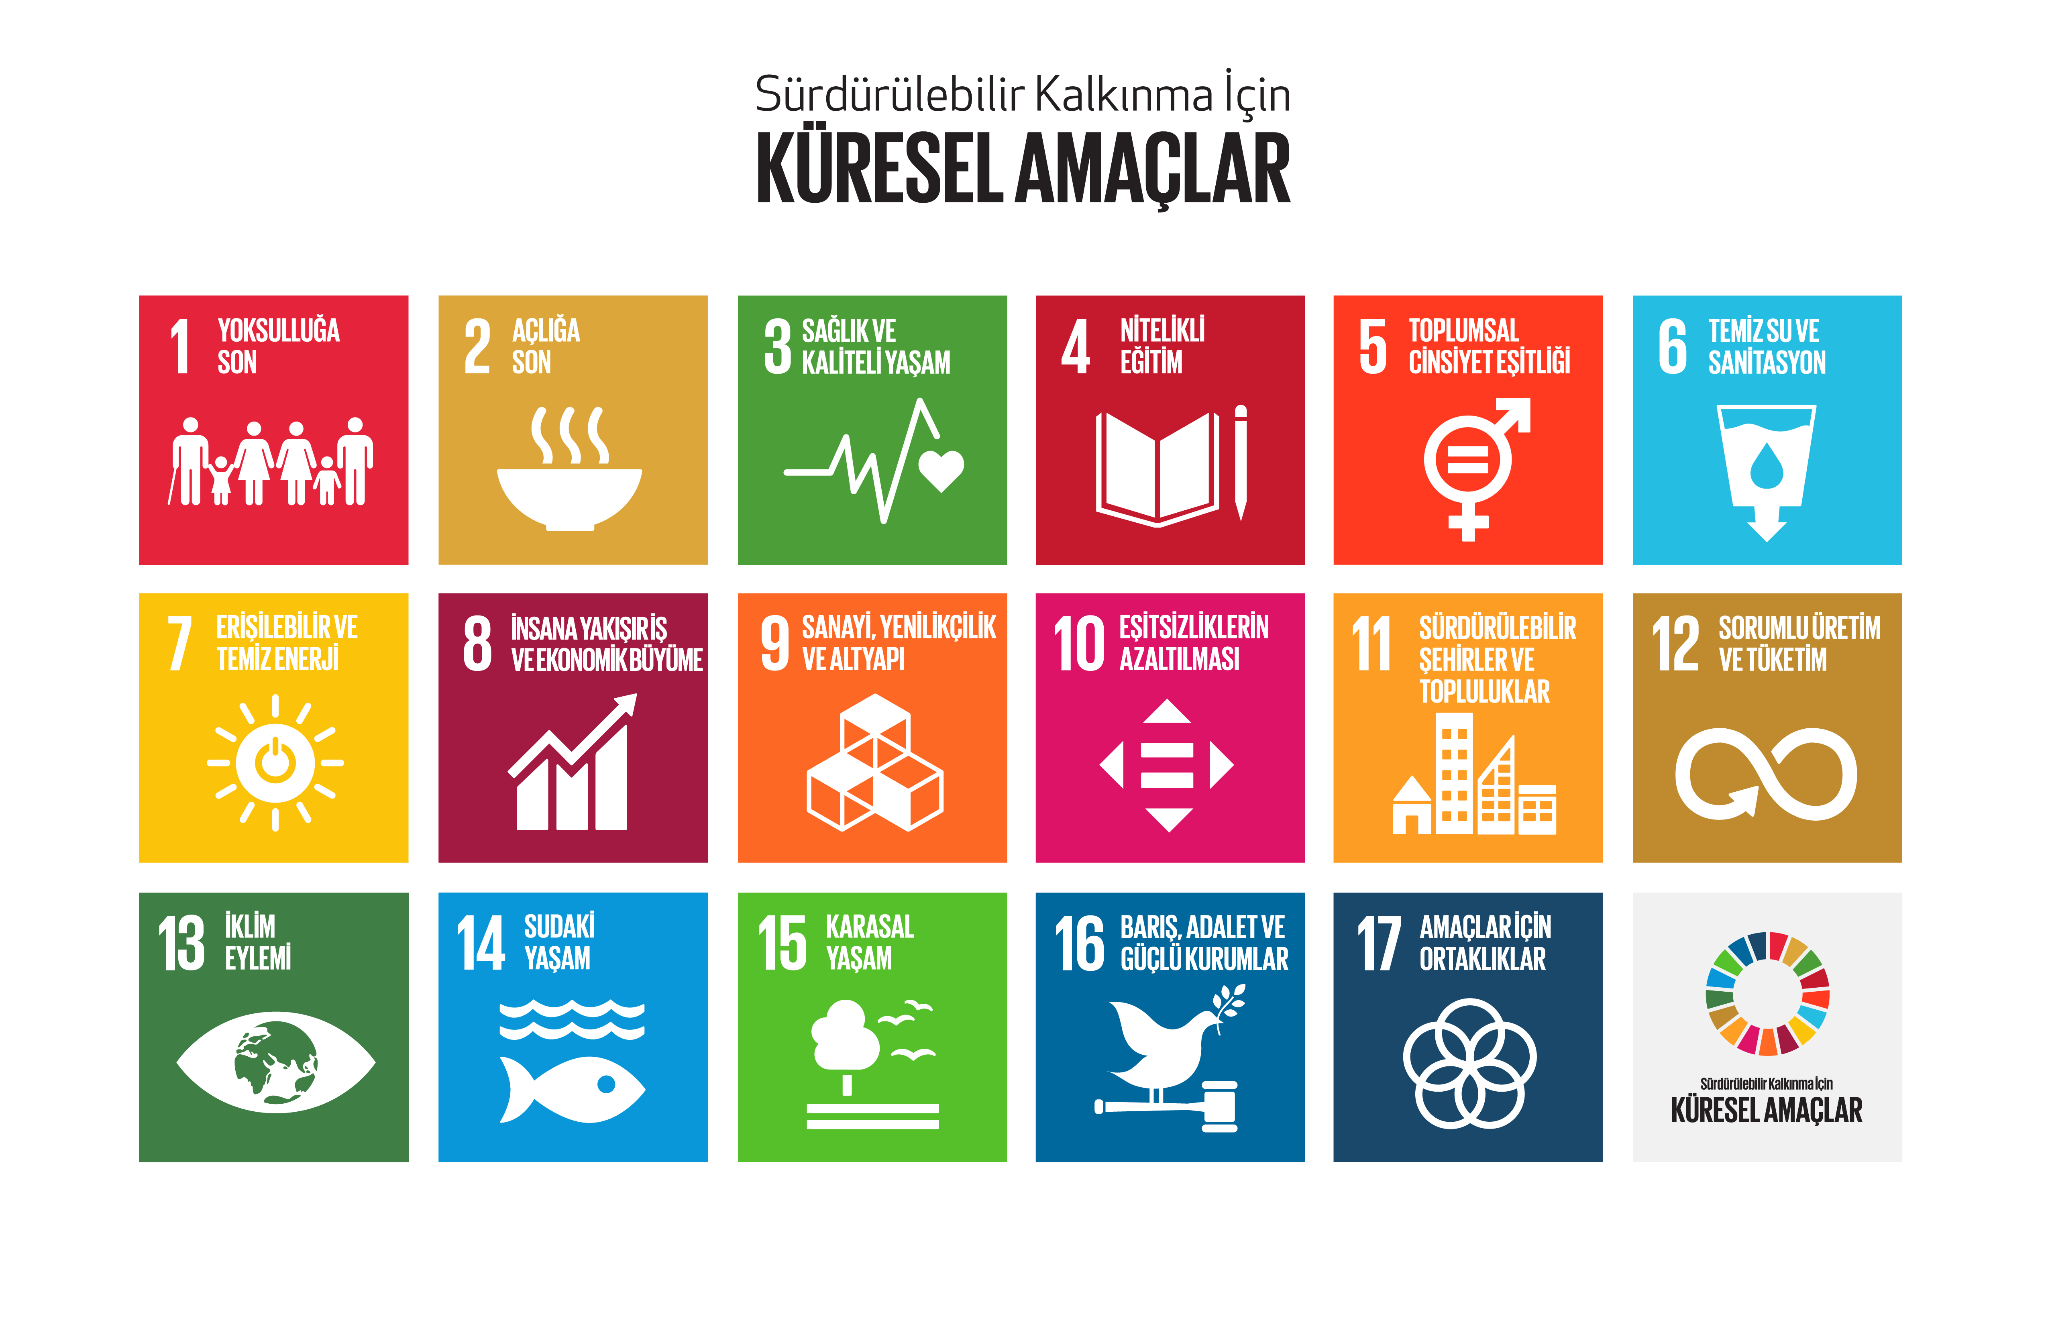 Sürdürülebilir Kalkınma İçin
KÜRESEL AMAÇLAR
1 YOKSULLUĞA
SON
2 AÇLIĞA
SON
3 SAĞLIK VE
KALİTELİ YAŞAM
4 NİTELİKLİ
EĞİTİM
5 TOPLUMSAL
CİNSİYET EŞİTLİĞİ
6 TEMİZ SU VE
SANİTASYON
7 ERİŞİLEBİLİR VE
TEMİZ ENERJİ
8 İNSANA YAKIŞIR İŞ
VE EKONOMİK BÜYÜME
9 SANAYİ, YENİLİKÇİLİK
VE ALTYAPI
10 EŞİTSİZLİKLERİN
AZALTILMASI
11 SÜRDÜRÜLEBİLİR
ŞEHİRLER VE
TOPLULUKLAR
12 SORUMLU ÜRETİM
VE TÜKETİM
13 İKLİM
EYLEMİ
14 SUDAKİ
YAŞAM
15 KARASAL
YAŞAM
16 BARIŞ, ADALET VE
GÜÇLÜ KURUMLAR
17 AMAÇLAR İÇİN
ORTAKLIKLAR
Sürdürülebilir Kalkınma İçin
KÜRESEL AMAÇLAR